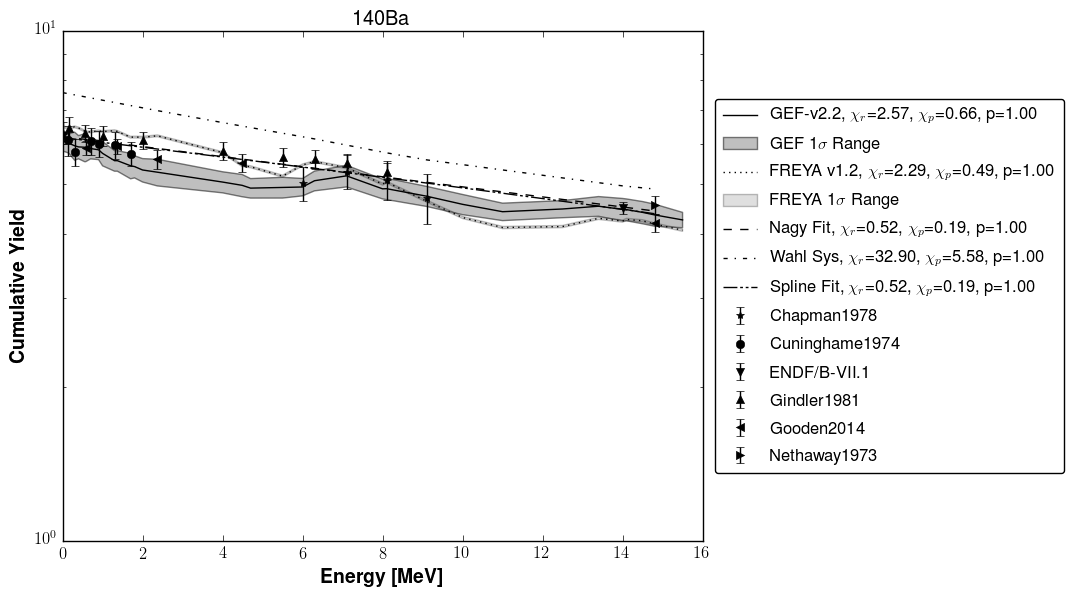 140Ba
10¹
10⁰
Cumulative Yield
0 2 4 6 8 10 12 14 16
Energy [MeV]
GEF-v2.2, χr=2.57, χp=0.66, p=1.00
GEF 1σ Range
FREYA v1.2, χr=2.29, χp=0.49, p=1.00
FREYA 1σ Range
Nagy Fit, χr=0.52, χp=0.19, p=1.00
Wahl Sys, χr=32.90, χp=5.58, p=1.00
Spline Fit, χr=0.52, χp=0.19, p=1.00
Chapman1978
Cuninghame1974
ENDF/B-VII.1
Gindler1981
Gooden2014
Nethaway1973